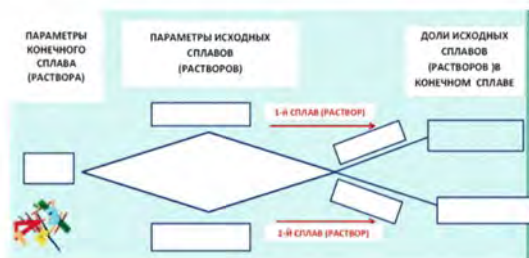 ПАРАМЕТРЫ
КОНЕЧНОГО
СПЛАВА
(РАСТВОРА)
ПАРАМЕТРЫ ИСХОДНЫХ
СПЛАВОВ
(РАСТВОРОВ)
ДОЛИ ИСХОДНЫХ
СПЛАВОВ
(РАСТВОРОВ )В
КОНЕЧНОМ СПЛАВЕ
1-й СПЛАВ (РАСТВОР)
2-Й СПЛАВ (РАСТВОР)